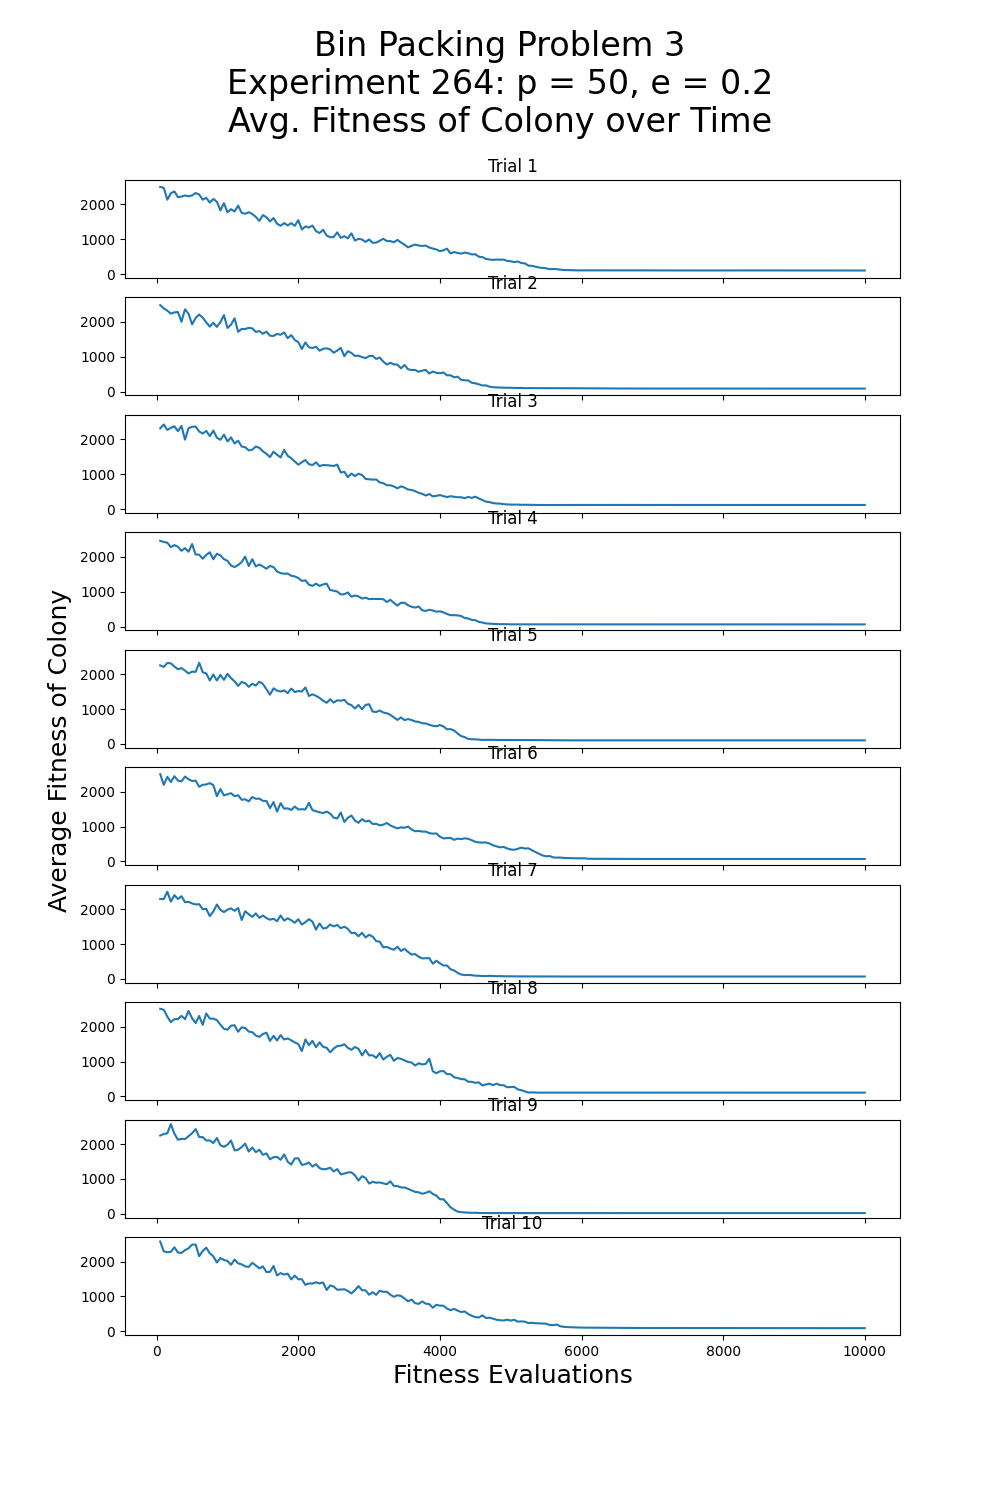 Bin Packing Problem 3
Experiment 264: p = 50, e = 0.2
Avg. Fitness of Colony over Time
Trial 1
2000
1000
0
Trial 2
2000
1000
0
Trial 3
2000
1000
0
Trial 4
2000
1000
0
Trial 5
2000
1000
0
Trial 6
2000
1000
0
Trial 7
2000
1000
0
Trial 8
2000
1000
0
Trial 9
2000
1000
0
Trial 10
2000
1000
0
0 2000 4000 6000 8000 10000
Fitness Evaluations
Average Fitness of Colony